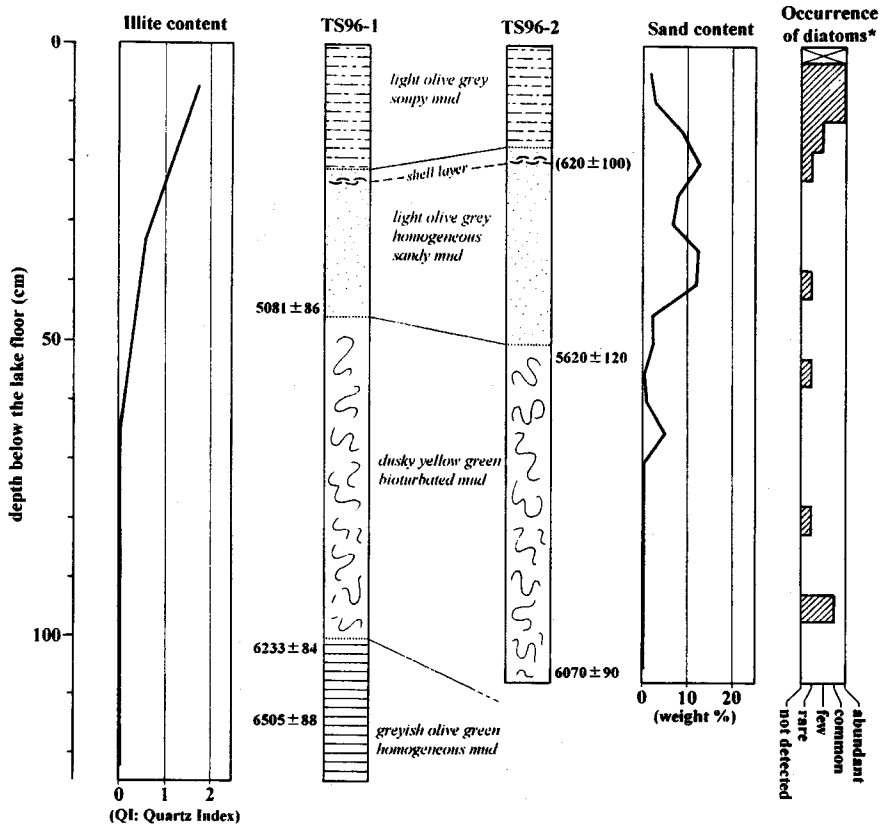 Illite content
TS96-1
TS96-2
Sand content
Occurrence
of diatoms*
0
50
100
depth below the lake floor (cm)
light olive grey
soupy mud
shell layer
(620±100)
light olive grey
homogeneous
sandy mud
5081±86
5620±120
dusky yellow green
bioturbated mud
6233±84
6070±90
6505±88
greyish olive green
homogeneous mud
0 1 2
(QI: Quartz Index)
0 10 20
(weight %)
not detected
rare
few
common
abundant